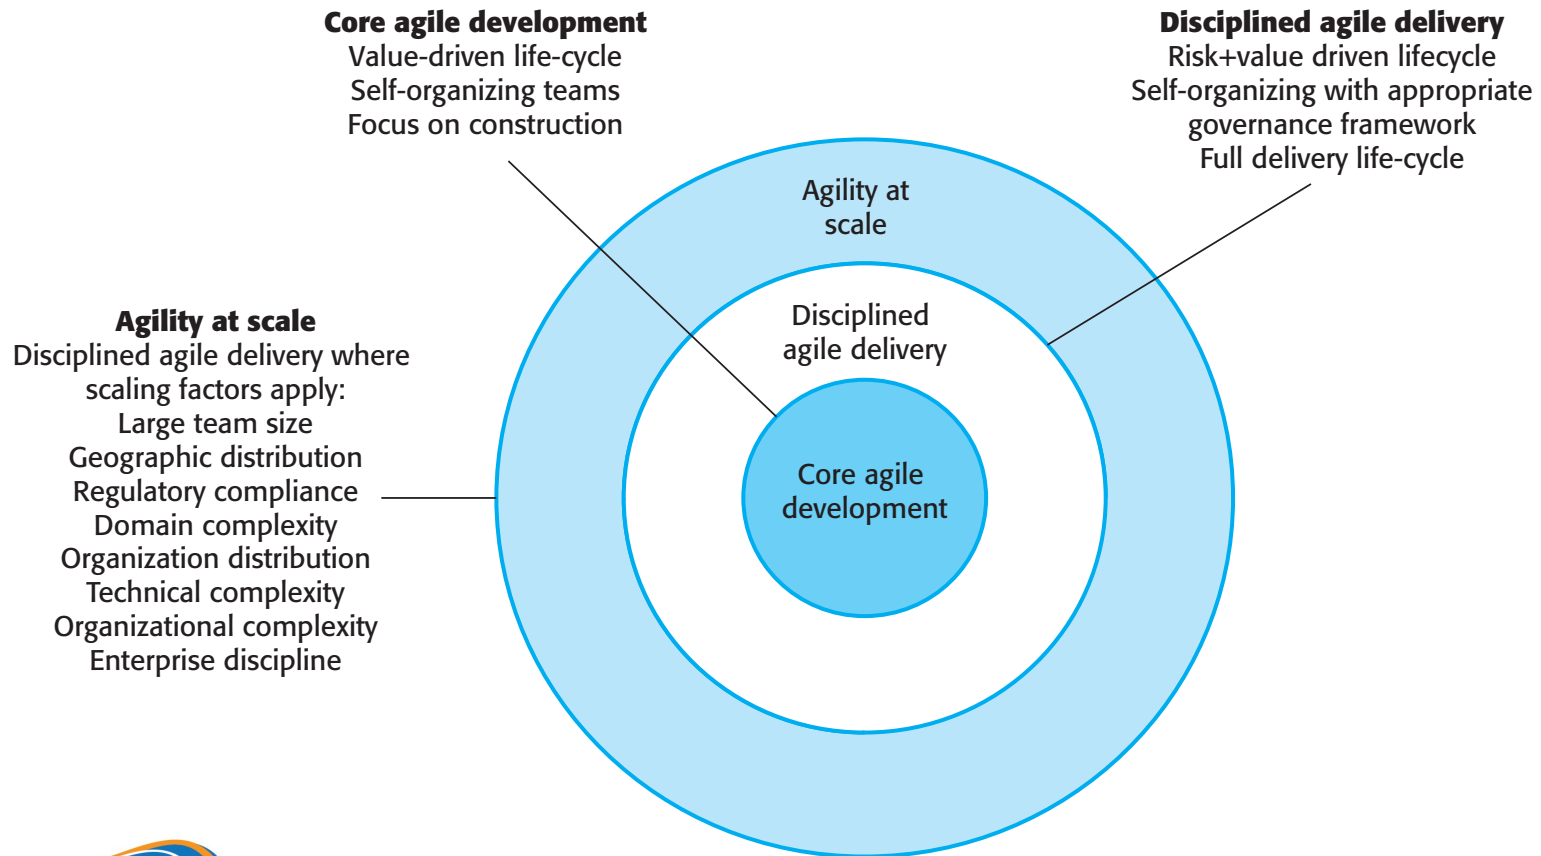 Core agile development
Value-driven life-cycle
Self-organizing teams
Focus on construction
Disciplined agile delivery
Risk+value driven lifecycle
Self-organizing with appropriate
governance framework
Full delivery life-cycle
Agility at
scale
Agility at scale
Disciplined agile delivery where
scaling factors apply:
Large team size
Geographic distribution
Regulatory compliance
Domain complexity
Organization distribution
Technical complexity
Organizational complexity
Enterprise discipline
Disciplined
agile delivery
Core agile
development